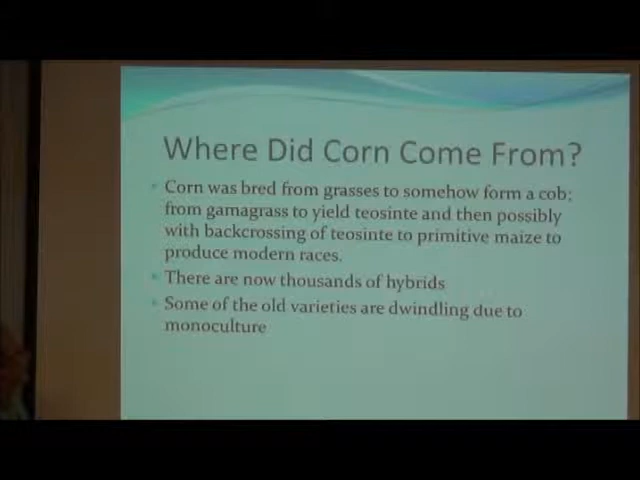 Where Did Corn Come From?
Corn was bred from grasses to somehow form a cob;
from gamagrass to yield teosinte and then possibly
with backcrossing of teosinte to primitive maize to
produce modern races.
There are now thousands of hybrids
Some of the old varieties are dwindling due to
monoculture